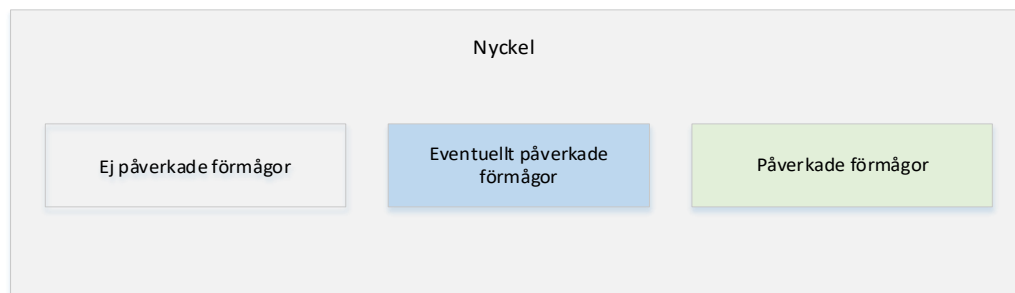 Nyckel
Ej påverkade förmågor
Eventuellt påverkade
förmågor
Påverkade förmågor